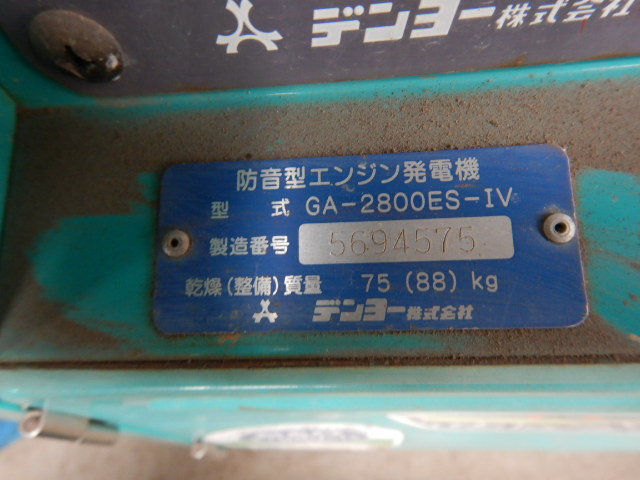 デンヨー株式会社
防音型エンジン発電機
型 式 GA-2800ES-IV
製造番号 5694575
乾燥(整備)質量 75 (88) kg
デンヨー株式会社